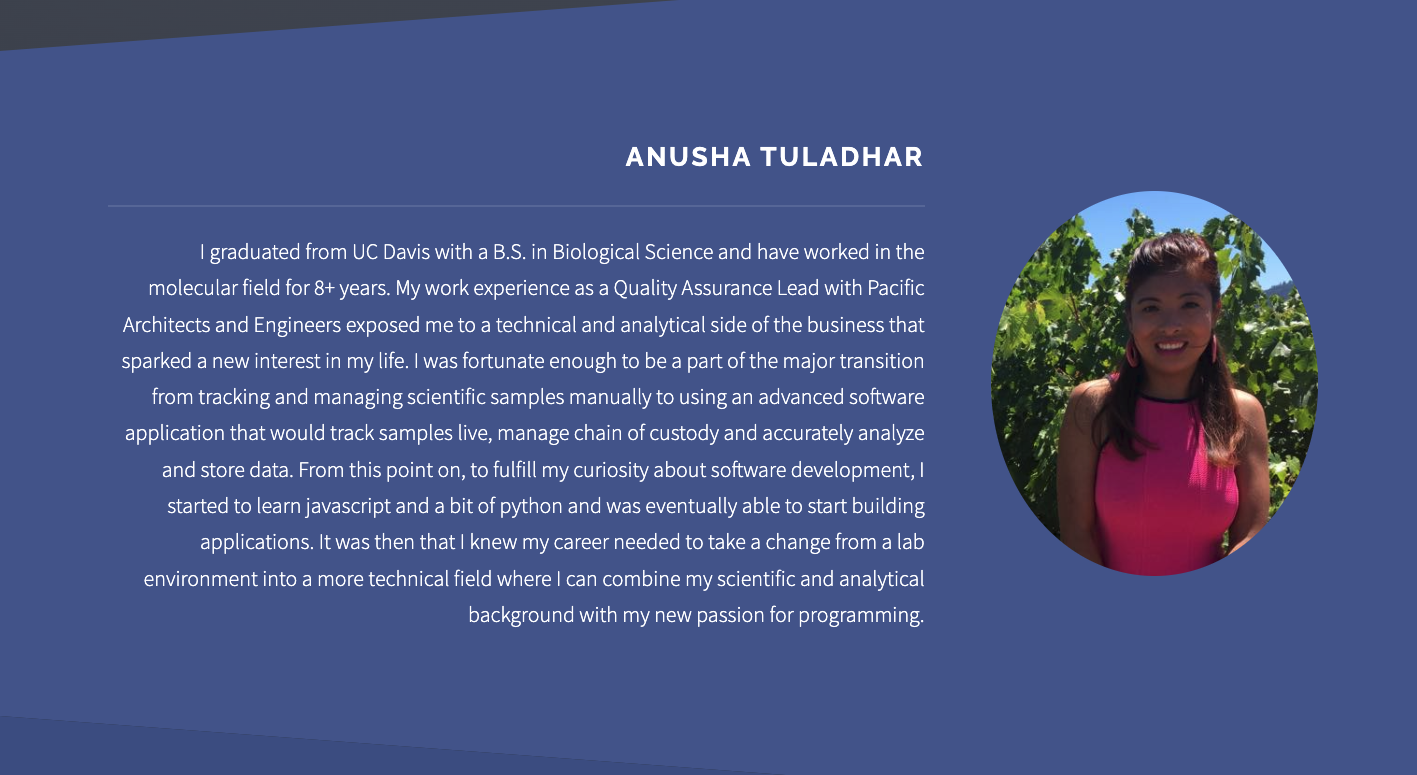 ANUSHA TULADHAR
I graduated from UC Davis with a B.S. in Biological Science and have worked in the
molecular field for 8+ years. My work experience as a Quality Assurance Lead with Pacific
Architects and Engineers exposed me to a technical and analytical side of the business that
sparked a new interest in my life. I was fortunate enough to be a part of the major transition
from tracking and managing scientific samples manually to using an advanced software
application that would track samples live, manage chain of custody and accurately analyze
and store data. From this point on, to fulfill my curiosity about software development, I
started to learn javascript and a bit of python and was eventually able to start building
applications. It was then that I knew my career needed to take a change from a lab
environment into a more technical field where I can combine my scientific and analytical
background with my new passion for programming.